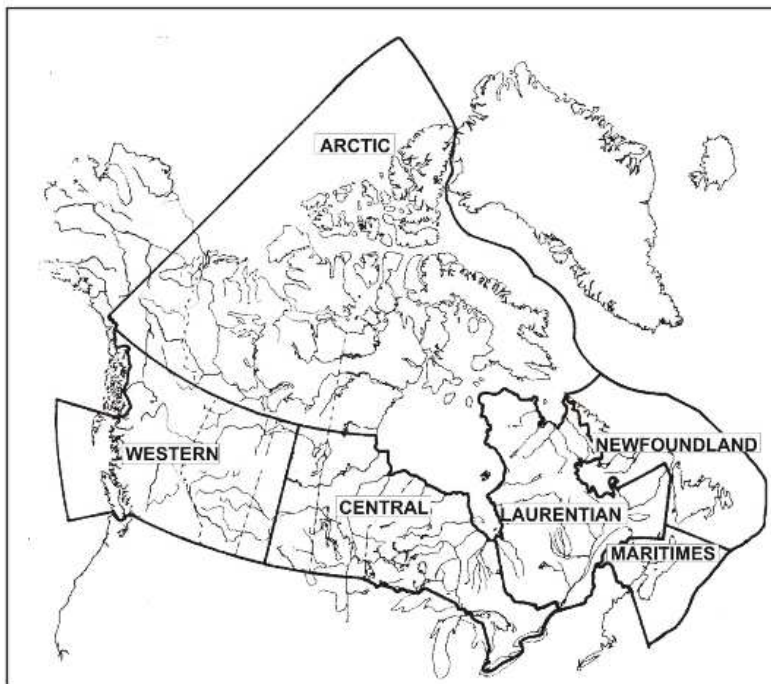 ARCTIC
NEWFOUNDLAND
WESTERN
CENTRAL
LAURENTIAN
MARITIMES